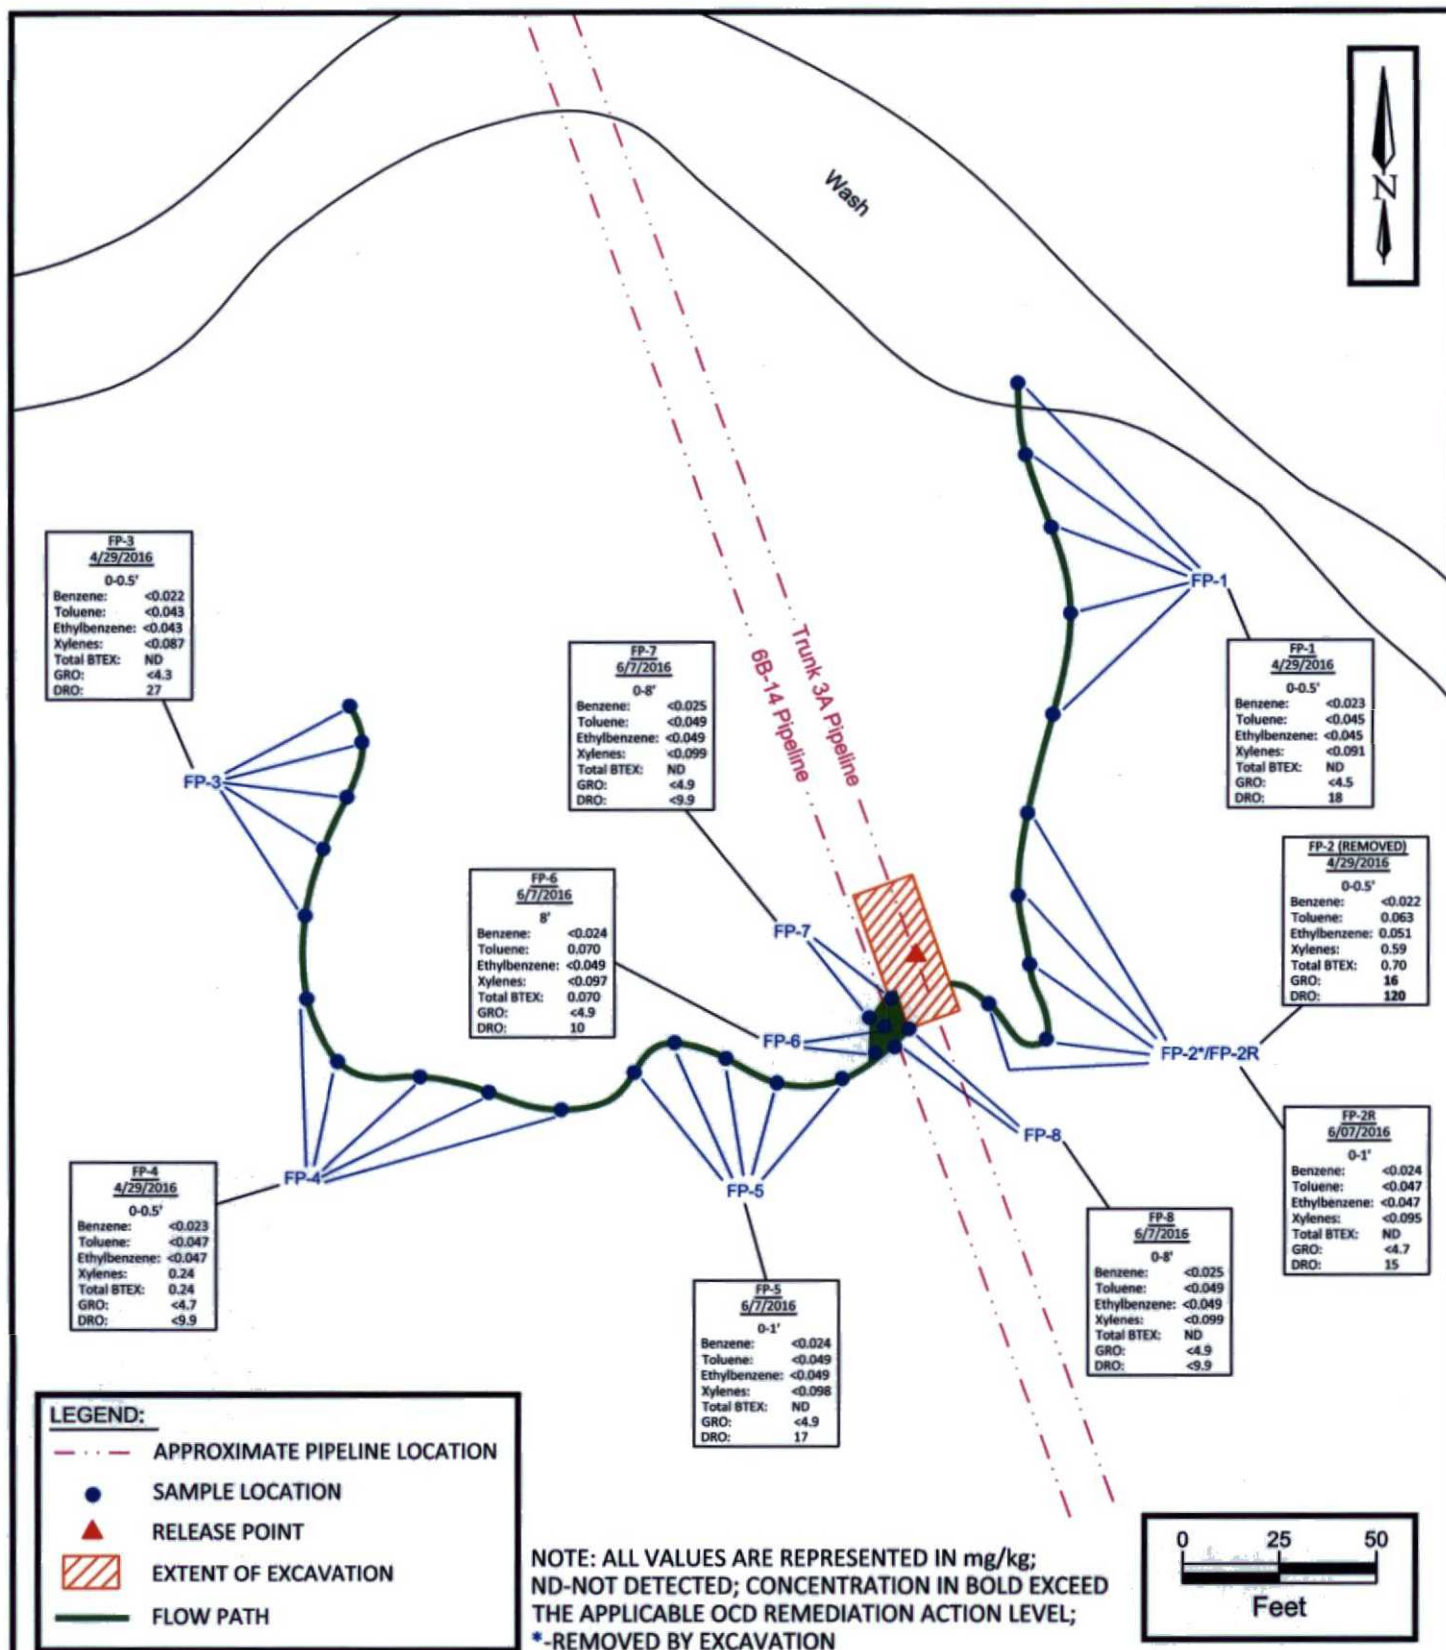 Wash
N
FP-3
4/29/2016
0-0.5'
Benzene: <0.022
Toluene: <0.043
Ethylbenzene: <0.043
Xylenes: <0.087
Total BTEX: ND
GRO: <4.3
DRO: 27
FP-7
6/7/2016
0-8'
Benzene: <0.025
Toluene: <0.049
Ethylbenzene: <0.049
Xylenes: <0.099
Total BTEX: ND
GRO: <4.9
DRO: <9.9
6B-14 Pipeline
Trunk 3A Pipeline
FP-1
FP-1
4/29/2016
0-0.5'
Benzene: <0.023
Toluene: <0.045
Ethylbenzene: <0.045
Xylenes: <0.091
Total BTEX: ND
GRO: <4.5
DRO: 18
FP-3
FP-6
6/7/2016
8'
Benzene: <0.024
Toluene: 0.070
Ethylbenzene: <0.049
Xylenes: <0.097
Total BTEX: 0.070
GRO: <4.9
DRO: 10
FP-7
FP-6
FP-2 (REMOVED)
4/29/2016
0-0.5'
Benzene: <0.022
Toluene: 0.063
Ethylbenzene: 0.051
Xylenes: 0.59
Total BTEX: 0.70
GRO: 16
DRO: 120
FP-2*/FP-2R
FP-2R
6/07/2016
0-1'
Benzene: <0.024
Toluene: <0.047
Ethylbenzene: <0.047
Xylenes: <0.095
Total BTEX: ND
GRO: <4.7
DRO: 15
FP-4
FP-4
4/29/2016
0-0.5'
Benzene: <0.023
Toluene: <0.047
Ethylbenzene: <0.047
Xylenes: 0.24
Total BTEX: 0.24
GRO: <4.7
DRO: <9.9
FP-5
FP-5
6/7/2016
0-1'
Benzene: <0.024
Toluene: <0.049
Ethylbenzene: <0.049
Xylenes: <0.098
Total BTEX: ND
GRO: <4.9
DRO: 17
FP-8
FP-8
6/7/2016
0-8'
Benzene: <0.025
Toluene: <0.049
Ethylbenzene: <0.049
Xylenes: <0.099
Total BTEX: ND
GRO: <4.9
DRO: <9.9
LEGEND:
APPROXIMATE PIPELINE LOCATION
SAMPLE LOCATION
RELEASE POINT
EXTENT OF EXCAVATION
FLOW PATH
NOTE: ALL VALUES ARE REPRESENTED IN mg/kg;
ND-NOT DETECTED; CONCENTRATION IN BOLD EXCEED
THE APPLICABLE OCD REMEDIATION ACTION LEVEL;
*-REMOVED BY EXCAVATION
0 25 50
Feet